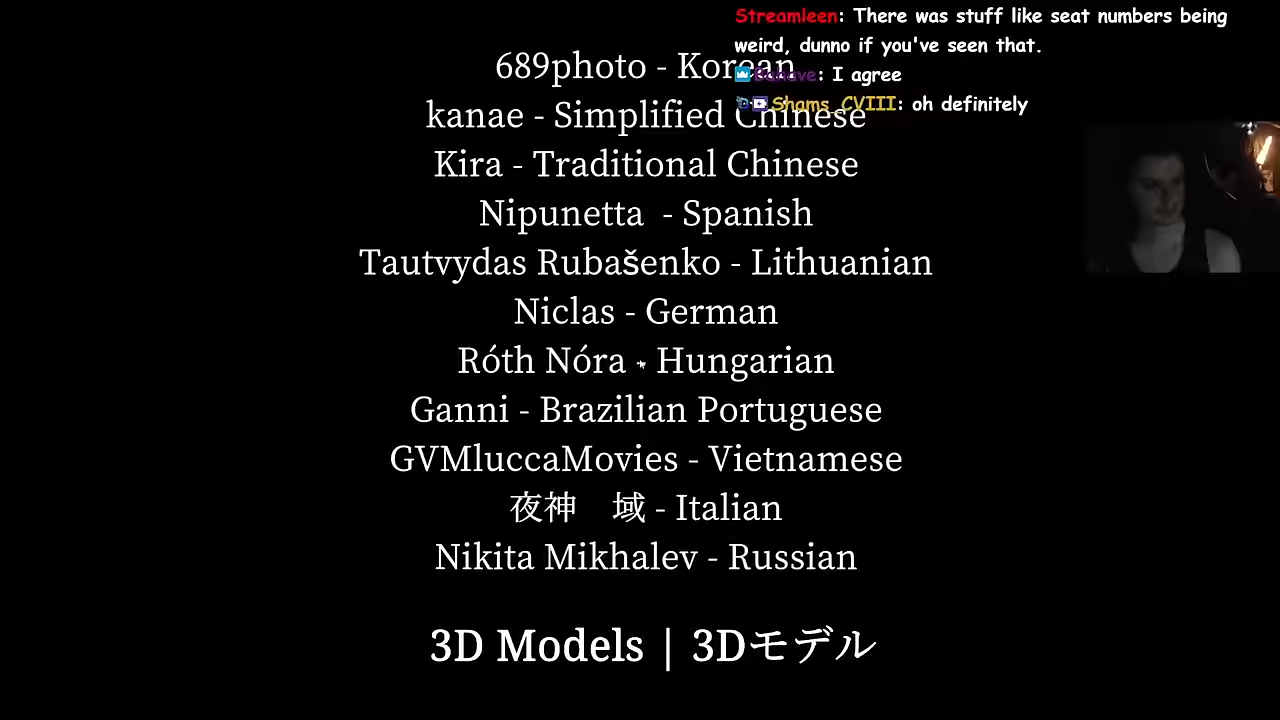 Streamleen: There was stuff like seat numbers being
weird, dunno if you've seen that.
: I agree
Shams_CVIII: oh definitely
689photo - Korean
kanae - Simplified Chinese
Kira - Traditional Chinese
Nipunetta - Spanish
Tautvydas Rubašenko - Lithuanian
Niclas - German
Róth Nóra - Hungarian
Ganni - Brazilian Portuguese
GVMluccaMovies - Vietnamese
夜神　域 - Italian
Nikita Mikhalev - Russian
3D Models | 3Dモデル